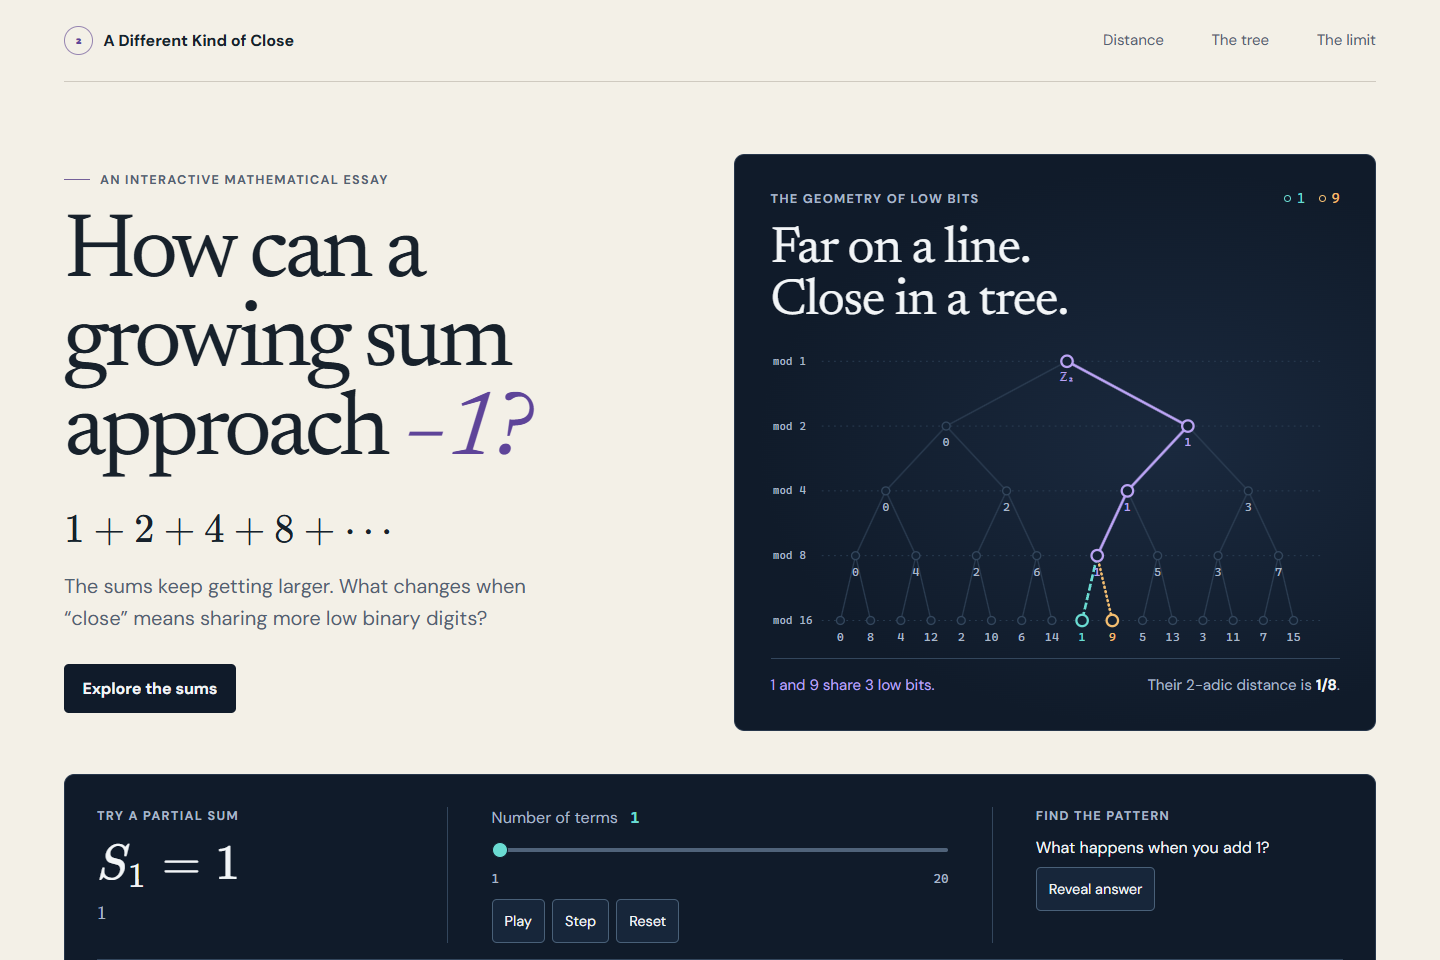 2 A Different Kind of Close
Distance The tree The limit
AN INTERACTIVE MATHEMATICAL ESSAY
How can a
growing sum
approach −1?
1 + 2 + 4 + 8 + ⋯
The sums keep getting larger. What changes when
“close” means sharing more low binary digits?
Explore the sums
THE GEOMETRY OF LOW BITS
1 9
Far on a line.
Close in a tree.
mod 1
Z₂
mod 2
0 1
mod 4
0 2 1 3
mod 8
0 4 2 6 1 5 3 7
mod 16
0 8 4 12 2 10 6 14 1 9 5 13 3 11 7 15
1 and 9 share 3 low bits.
Their 2-adic distance is 1/8.
TRY A PARTIAL SUM
S₁ = 1
1
Number of terms 1
1 20
Play Step Reset
FIND THE PATTERN
What happens when you add 1?
Reveal answer